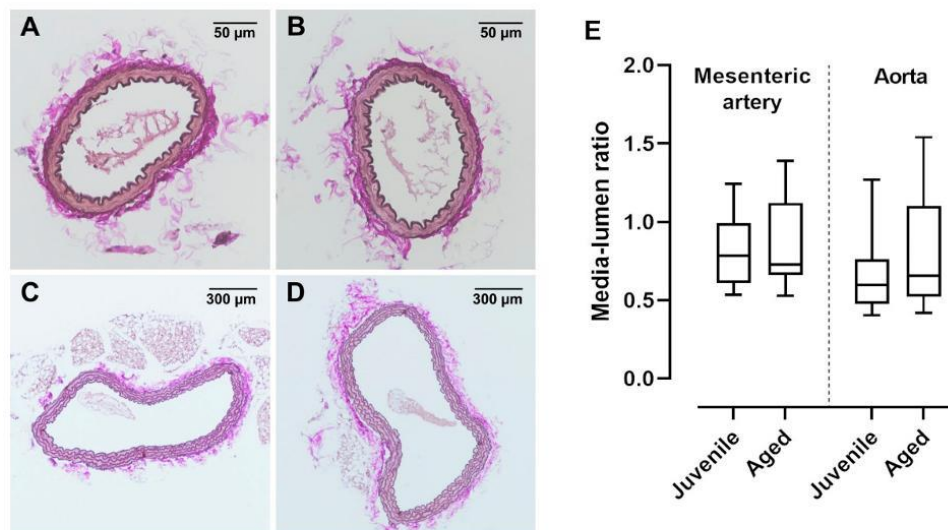 A
50 µm
B
50 µm
C
300 µm
D
300 µm
E
Media-lumen ratio
2.0
1.5
1.0
0.5
0.0
Mesenteric
artery
Aorta
Juvenile
Aged
Juvenile
Aged